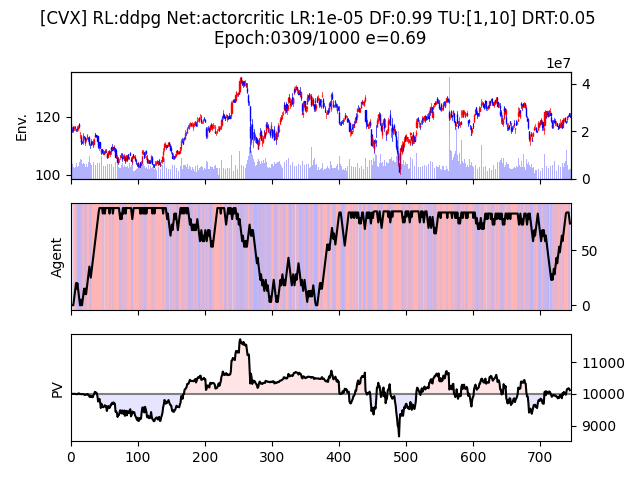 [CVX] RL:ddpg Net:actorcritic LR:1e-05 DF:0.99 TU:[1,10] DRT:0.05
Epoch:0309/1000 e=0.69
1e7
Env.
120
100
4
2
0
Agent
50
0
PV
11000
10000
9000
0 100 200 300 400 500 600 700